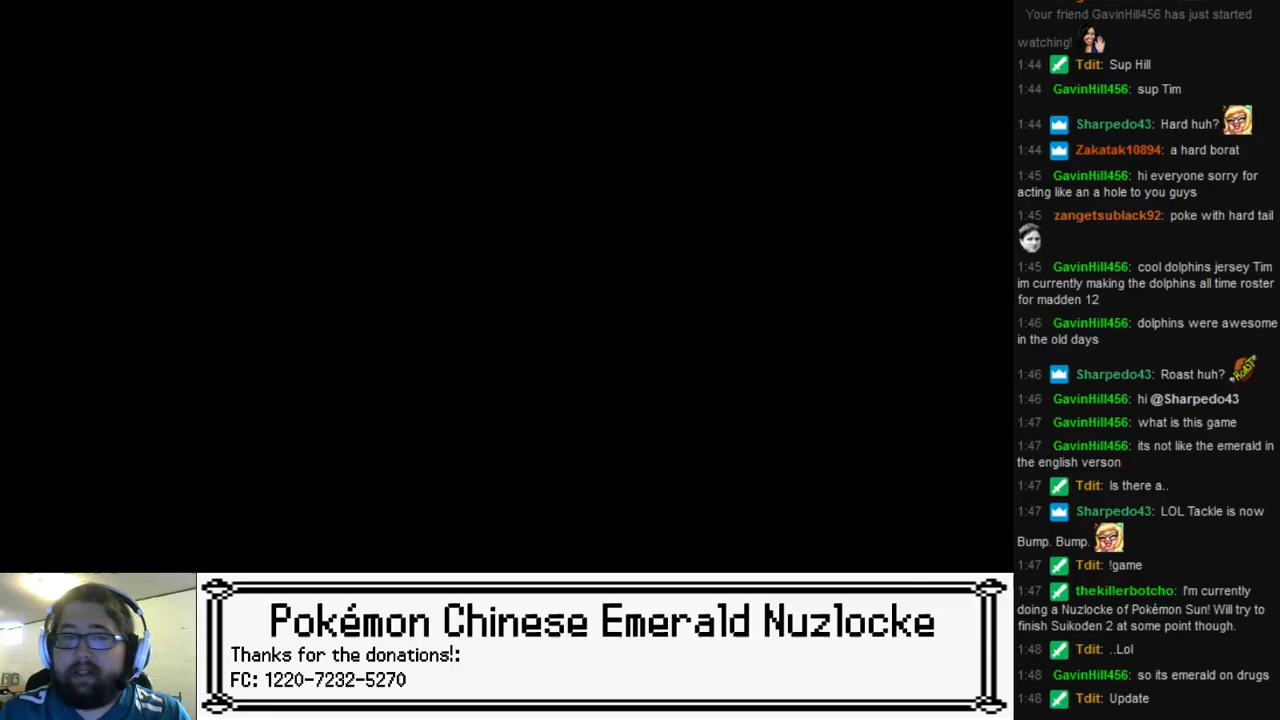 Your friend GavinHill456 has just started
watching!
1:44 Tdit: Sup Hill
1:44 GavinHill456: sup Tim
1:44 Sharpedo43: Hard huh?
1:44 Zakatak10894: a hard borat
1:45 GavinHill456: hi everyone sorry for
acting like an a hole to you guys
1:45 zangetsublack92: poke with hard tail
1:45 GavinHill456: cool dolphins jersey Tim
im currently making the dolphins all time roster
for madden 12
1:46 GavinHill456: dolphins were awesome
in the old days
1:46 Sharpedo43: Roast huh?
ROAST
1:46 GavinHill456: hi @Sharpedo43
1:47 GavinHill456: what is this game
1:47 GavinHill456: its not like the emerald in
the english verson
1:47 Tdit: Is there a..
1:47 Sharpedo43: LOL Tackle is now
Bump. Bump.
1:47 Tdit: !game
1:47 thekillerbotcho: I'm currently
doing a Nuzlocke of Pokémon Sun! Will try to
finish Suikoden 2 at some point though.
1:48 Tdit: ..Lol
1:48 GavinHill456: so its emerald on drugs
1:48 Tdit: Update
Pokémon Chinese Emerald Nuzlocke
Thanks for the donations!:
FC: 1220-7232-5270